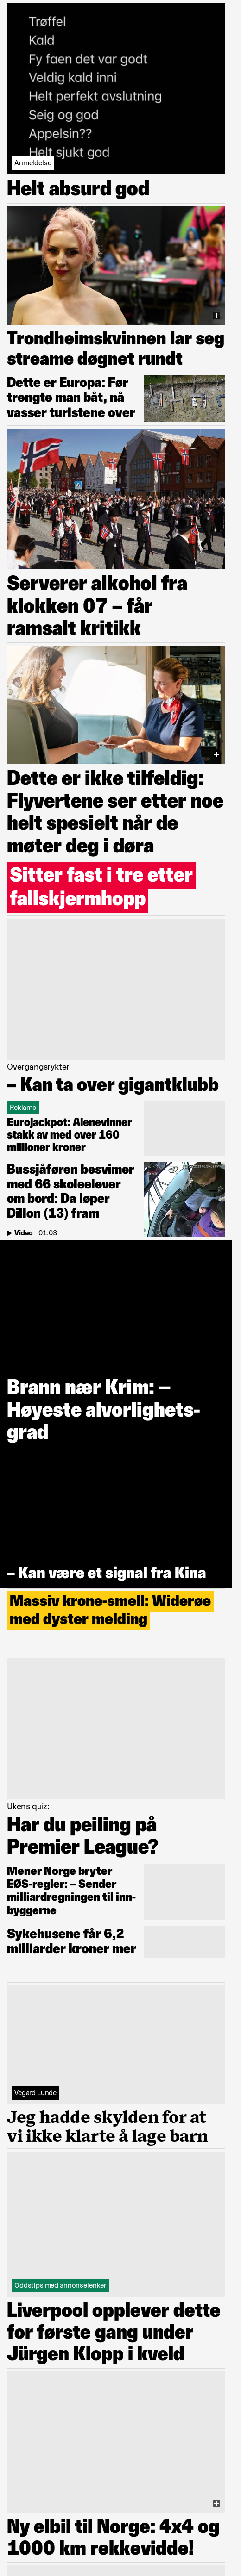 Trøffel
Kald
Fy faen det var godt
Veldig kald inni
Helt perfekt avslutning
Seig og god
Appelsin??
Helt sjukt god
Anmeldelse
Helt absurd god
Trondheimskvinnen lar seg
streame døgnet rundt
Dette er Europa: Før
trengte man båt, nå
vasser turistene over
Serverer alkohol fra
klokken 07 – får
ramsalt kritikk
Dette er ikke tilfeldig:
Flyvertene ser etter noe
helt spesielt når de
møter deg i døra
Sitter fast i tre etter
fallskjermhopp
Overgangsrykter
– Kan ta over gigantklubb
Reklame
Eurojackpot: Alenevinner
stakk av med over 160
millioner kroner
Bussjåføren besvimer
med 66 skoleelever
om bord: Da løper
Dillon (13) fram
Video | 01:03
Brann nær Krim: –
Høyeste alvorlighets-
grad
– Kan være et signal fra Kina
Massiv krone-smell: Widerøe
med dyster melding
Ukens quiz:
Har du peiling på
Premier League?
Mener Norge bryter
EØS-regler: – Sender
milliardregningen til inn-
byggerne
Sykehusene får 6,2
milliarder kroner mer
Vegard Lunde
Jeg hadde skylden for at
vi ikke klarte å lage barn
Oddstips med annonselenker
Liverpool opplever dette
for første gang under
Jürgen Klopp i kveld
Ny elbil til Norge: 4x4 og
1000 km rekkevidde!